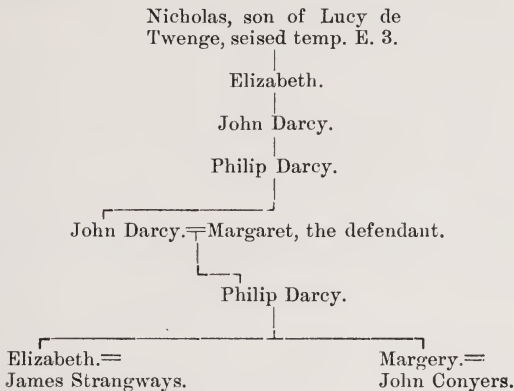 Nicholas, son of Lucy de
Twenge, seised temp. E. 3.
Elizabeth.
John Darcy.
Philip Darcy.
John Darcy.=Margaret, the defendant.
Philip Darcy.
Elizabeth.= Margery.=
James Strangways. John Conyers.